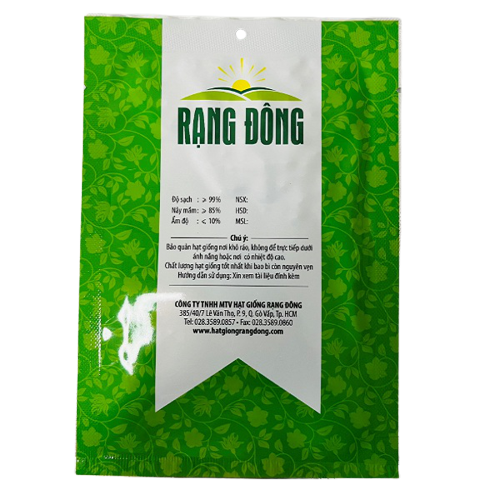 RẠNG ĐÔNG
Độ sạch : ≥ 99% NSX:
Nảy mầm : ≥ 85% HSD:
Ẩm độ : < 10% MSL:
Chú ý:
Bảo quản hạt giống nơi khô ráo, không để trực tiếp dưới
ánh nắng hoặc nơi có nhiệt độ cao.
Chất lượng hạt giống tốt nhất khi bao bì còn nguyên vẹn
Hướng dẫn sử dụng: Xin xem tài liệu đính kèm
CÔNG TY TNHH MTV HẠT GIỐNG RẠNG ĐÔNG
385/40/7 Lê Văn Thọ, P. 9, Q. Gò Vấp, Tp. HCM
Tel: 028.3589.0857 - Fax: 028.3589.0860
www.hatgiongrangdong.com